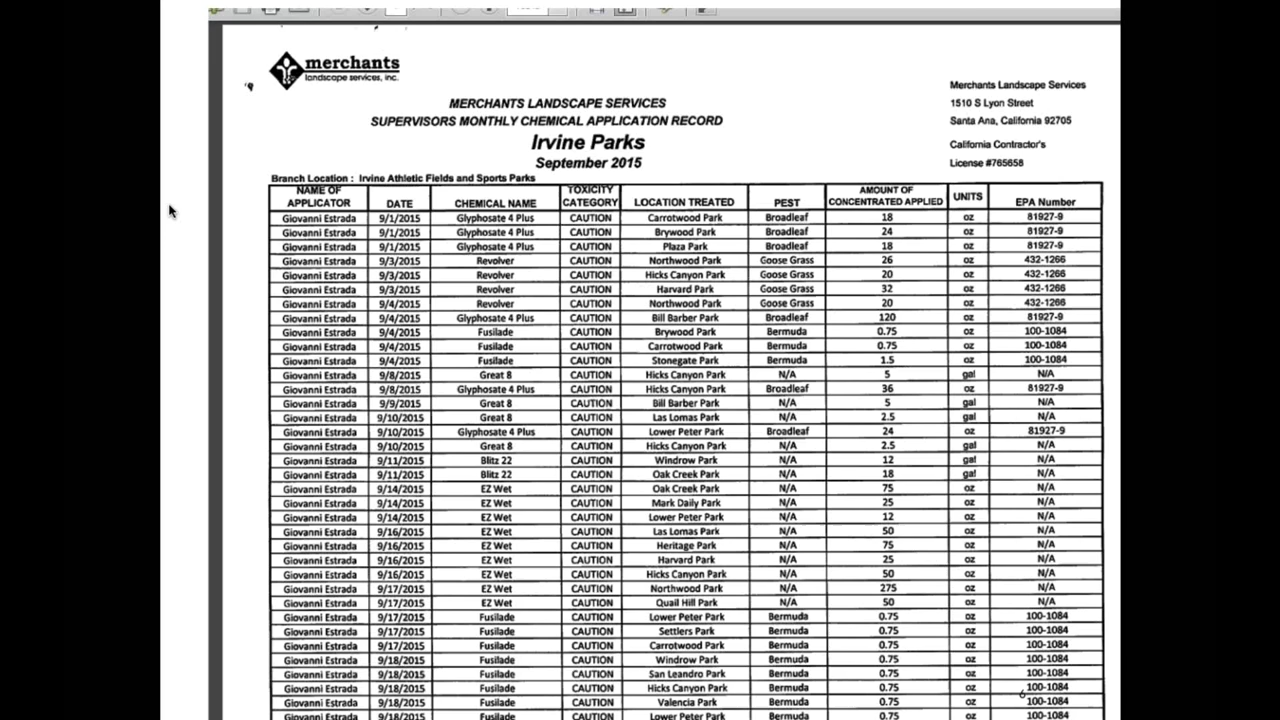 merchants
landscape services, inc.
Merchants Landscape Services
MERCHANTS LANDSCAPE SERVICES
1510 S Lyon Street
SUPERVISORS MONTHLY CHEMICAL APPLICATION RECORD
Santa Ana, California 92705
Irvine Parks
California Contractor's
September 2015
License #765658
Branch Location : Irvine Athletic Fields and Sports Parks
NAME OF APPLICATOR DATE CHEMICAL NAME TOXICITY CATEGORY LOCATION TREATED PEST AMOUNT OF CONCENTRATED APPLIED UNITS EPA Number
Giovanni Estrada 9/1/2015 Glyphosate 4 Plus CAUTION Carrotwood Park Broadleaf 18 oz 81927-9
Giovanni Estrada 9/1/2015 Glyphosate 4 Plus CAUTION Brywood Park Broadleaf 24 oz 81927-9
Giovanni Estrada 9/1/2015 Glyphosate 4 Plus CAUTION Plaza Park Broadleaf 18 oz 81927-9
Giovanni Estrada 9/3/2015 Revolver CAUTION Northwood Park Goose Grass 26 oz 432-1266
Giovanni Estrada 9/3/2015 Revolver CAUTION Hicks Canyon Park Goose Grass 20 oz 432-1266
Giovanni Estrada 9/3/2015 Revolver CAUTION Harvard Park Goose Grass 32 oz 432-1266
Giovanni Estrada 9/4/2015 Revolver CAUTION Northwood Park Goose Grass 20 oz 432-1266
Giovanni Estrada 9/4/2015 Glyphosate 4 Plus CAUTION Bill Barber Park Broadleaf 120 oz 81927-9
Giovanni Estrada 9/4/2015 Fusilade CAUTION Brywood Park Bermuda 0.75 oz 100-1084
Giovanni Estrada 9/4/2015 Fusilade CAUTION Carrotwood Park Bermuda 0.75 oz 100-1084
Giovanni Estrada 9/4/2015 Fusilade CAUTION Stonegate Park Bermuda 1.5 oz 100-1084
Giovanni Estrada 9/8/2015 Great 8 CAUTION Hicks Canyon Park N/A 5 gal N/A
Giovanni Estrada 9/8/2015 Glyphosate 4 Plus CAUTION Hicks Canyon Park Broadleaf 36 oz 81927-9
Giovanni Estrada 9/9/2015 Great 8 CAUTION Bill Barber Park N/A 5 gal N/A
Giovanni Estrada 9/10/2015 Great 8 CAUTION Las Lomas Park N/A 2.5 gal N/A
Giovanni Estrada 9/10/2015 Glyphosate 4 Plus CAUTION Lower Peter Park Broadleaf 24 oz 81927-9
Giovanni Estrada 9/10/2015 Great 8 CAUTION Hicks Canyon Park N/A 2.5 gal N/A
Giovanni Estrada 9/11/2015 Blitz 22 CAUTION Windrow Park N/A 12 gal N/A
Giovanni Estrada 9/11/2015 Blitz 22 CAUTION Oak Creek Park N/A 18 gal N/A
Giovanni Estrada 9/14/2015 EZ Wet CAUTION Oak Creek Park N/A 75 oz N/A
Giovanni Estrada 9/14/2015 EZ Wet CAUTION Mark Daily Park N/A 25 oz N/A
Giovanni Estrada 9/14/2015 EZ Wet CAUTION Lower Peter Park N/A 12 oz N/A
Giovanni Estrada 9/16/2015 EZ Wet CAUTION Las Lomas Park N/A 50 oz N/A
Giovanni Estrada 9/16/2015 EZ Wet CAUTION Heritage Park N/A 75 oz N/A
Giovanni Estrada 9/16/2015 EZ Wet CAUTION Harvard Park N/A 25 oz N/A
Giovanni Estrada 9/16/2015 EZ Wet CAUTION Hicks Canyon Park N/A 50 oz N/A
Giovanni Estrada 9/17/2015 EZ Wet CAUTION Northwood Park N/A 275 oz N/A
Giovanni Estrada 9/17/2015 EZ Wet CAUTION Quail Hill Park N/A 50 oz N/A
Giovanni Estrada 9/17/2015 Fusilade CAUTION Lower Peter Park Bermuda 0.75 oz 100-1084
Giovanni Estrada 9/17/2015 Fusilade CAUTION Settlers Park Bermuda 0.75 oz 100-1084
Giovanni Estrada 9/17/2015 Fusilade CAUTION Carrotwood Park Bermuda 0.75 oz 100-1084
Giovanni Estrada 9/18/2015 Fusilade CAUTION Windrow Park Bermuda 0.75 oz 100-1084
Giovanni Estrada 9/18/2015 Fusilade CAUTION San Leandro Park Bermuda 0.75 oz 100-1084
Giovanni Estrada 9/18/2015 Fusilade CAUTION Hicks Canyon Park Bermuda 0.75 oz 100-1084
Giovanni Estrada 9/18/2015 Fusilade CAUTION Valencia Park Bermuda 0.75 oz 100-1084
Giovanni Estrada 9/18/2015 Fusilade CAUTION Lower Peter Park Bermuda 0.75 oz 100-1084